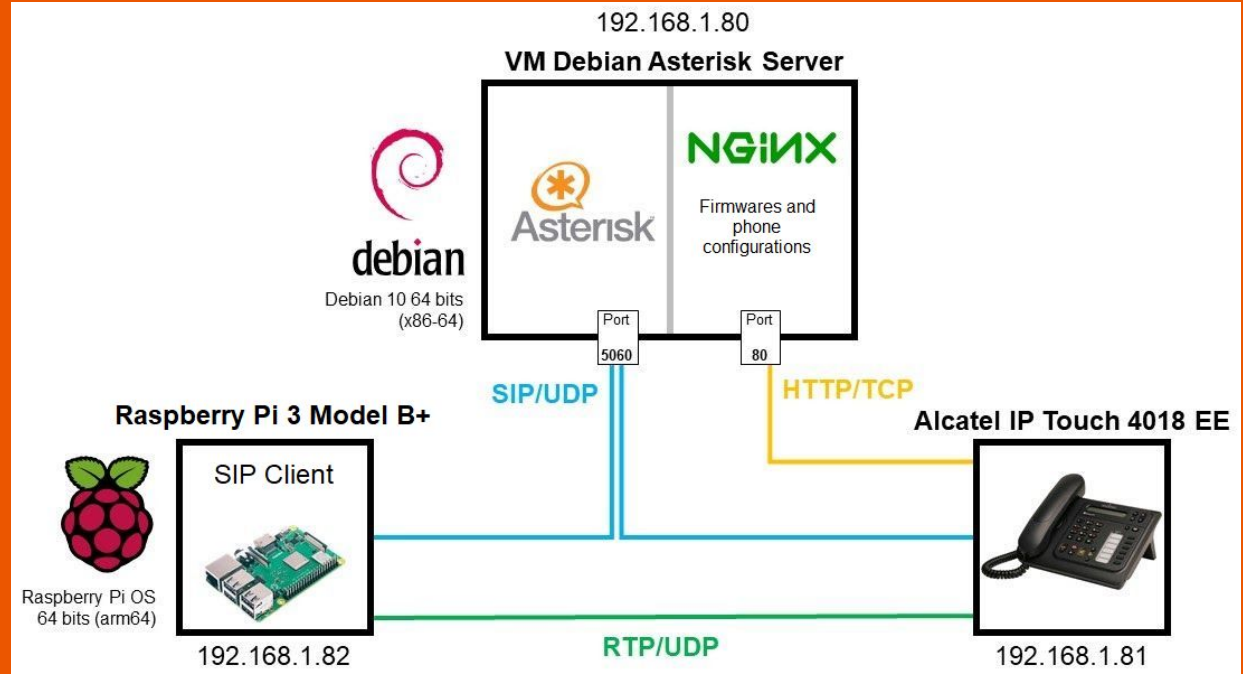 192.168.1.80
VM Debian Asterisk Server
NGiNX
Asterisk
Firmwares and
phone
configurations
debian
Debian 10 64 bits
(x86-64)
Port
5060
Port
80
SIP/UDP
HTTP/TCP
Raspberry Pi 3 Model B+
Alcatel IP Touch 4018 EE
SIP Client
Raspberry Pi OS
64 bits (arm64)
RTP/UDP
192.168.1.82
192.168.1.81